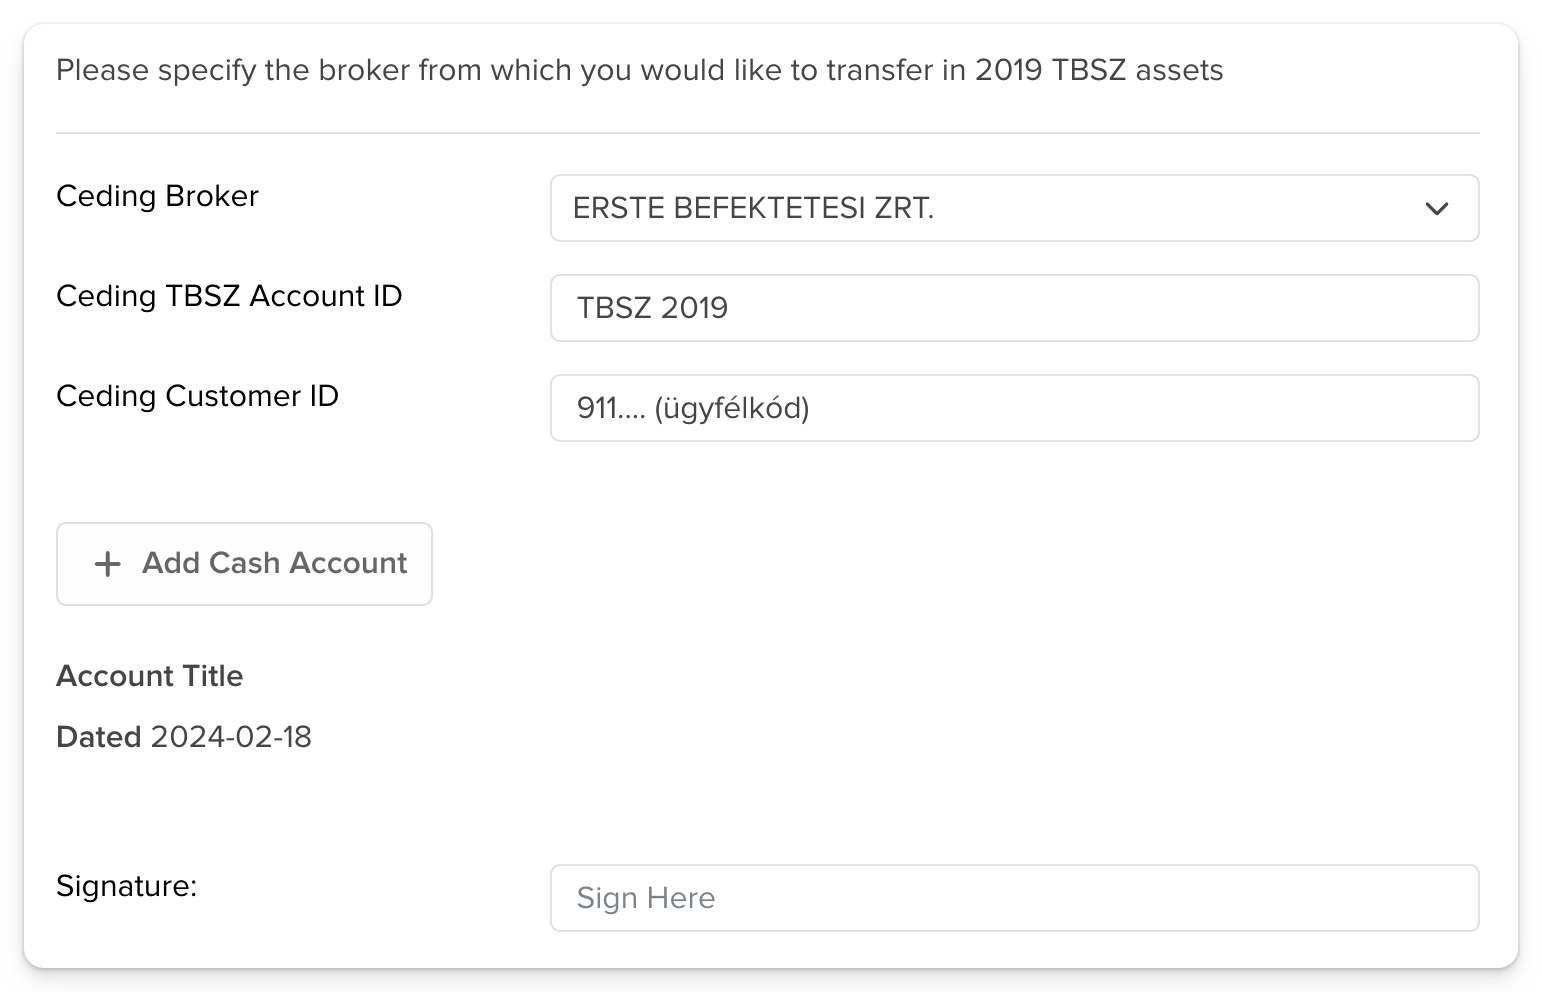 Please specify the broker from which you would like to transfer in 2019 TBSZ assets
Ceding Broker
ERSTE BEFEKTETESI ZRT.
Ceding TBSZ Account ID
TBSZ 2019
Ceding Customer ID
911.... (ügyfélkód)
+ Add Cash Account
Account Title
Dated 2024-02-18
Signature:
Sign Here